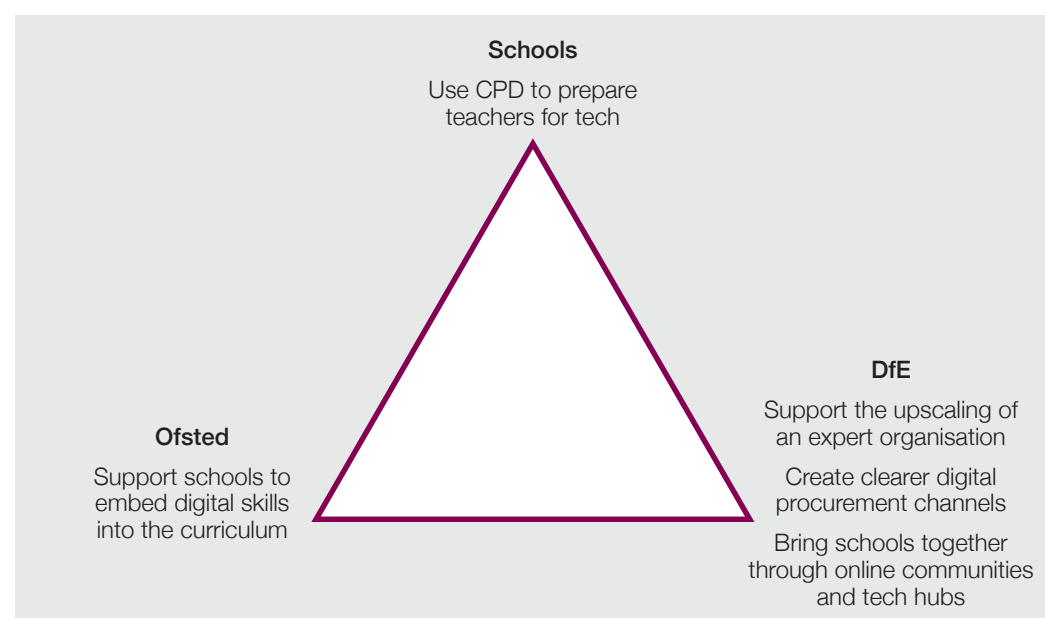 Schools
Use CPD to prepare
teachers for tech
Ofsted
Support schools to
embed digital skills
into the curriculum
DfE
Support the upscaling of
an expert organisation
Create clearer digital
procurement channels
Bring schools together
through online communities
and tech hubs